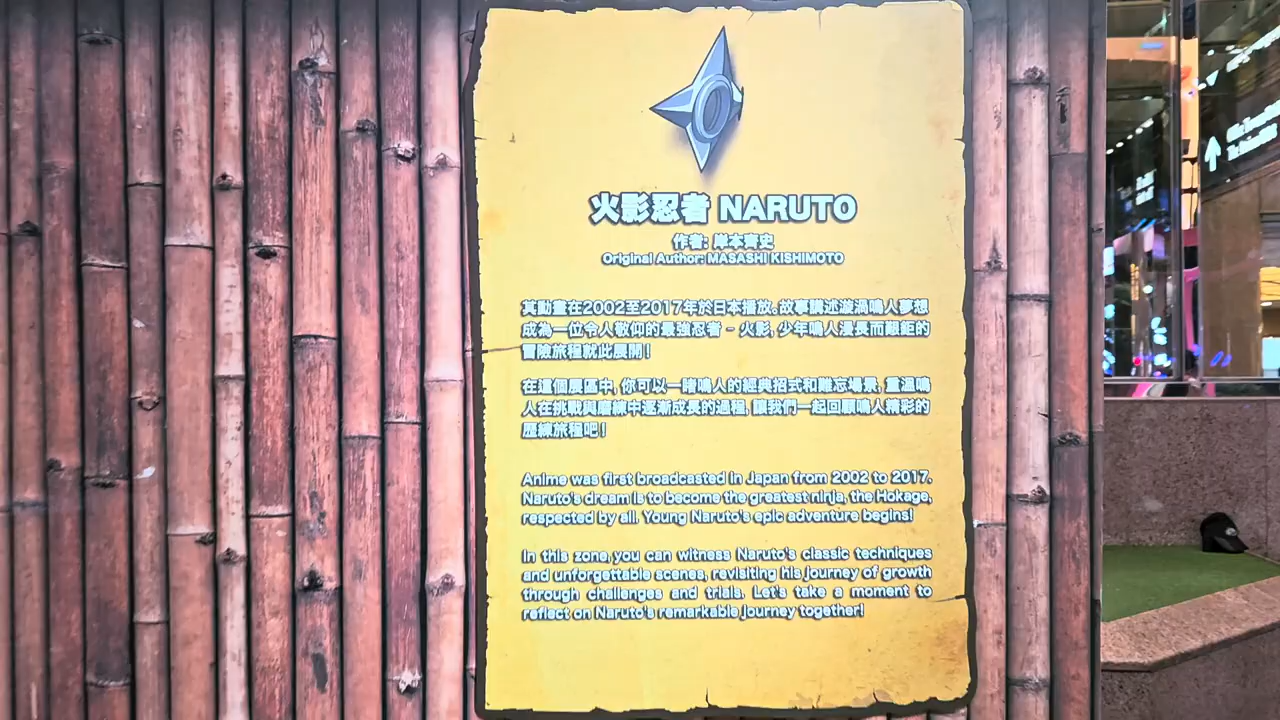 火影忍者 NARUTO
作者: 岸本齊史
Original Author: MASASHI KISHIMOTO
其動畫在2002至2017年於日本播放。故事講述漩渦鳴人夢想
成為一位令人敬仰的最強忍者 - 火影, 少年鳴人漫長而艱鉅的
冒險旅程就此展開!
在這個展區中, 你可以一睹鳴人的經典招式和難忘場景, 重溫鳴
人在挑戰與磨練中逐漸成長的過程, 讓我們一起回顧鳴人精彩的
歷練旅程吧!
Anime was first broadcasted in Japan from 2002 to 2017.
Naruto's dream is to become the greatest ninja, the Hokage,
respected by all. Young Naruto's epic adventure begins!
In this zone, you can witness Naruto's classic techniques
and unforgettable scenes, revisiting his journey of growth
through challenges and trials. Let's take a moment to
reflect on Naruto's remarkable journey together!